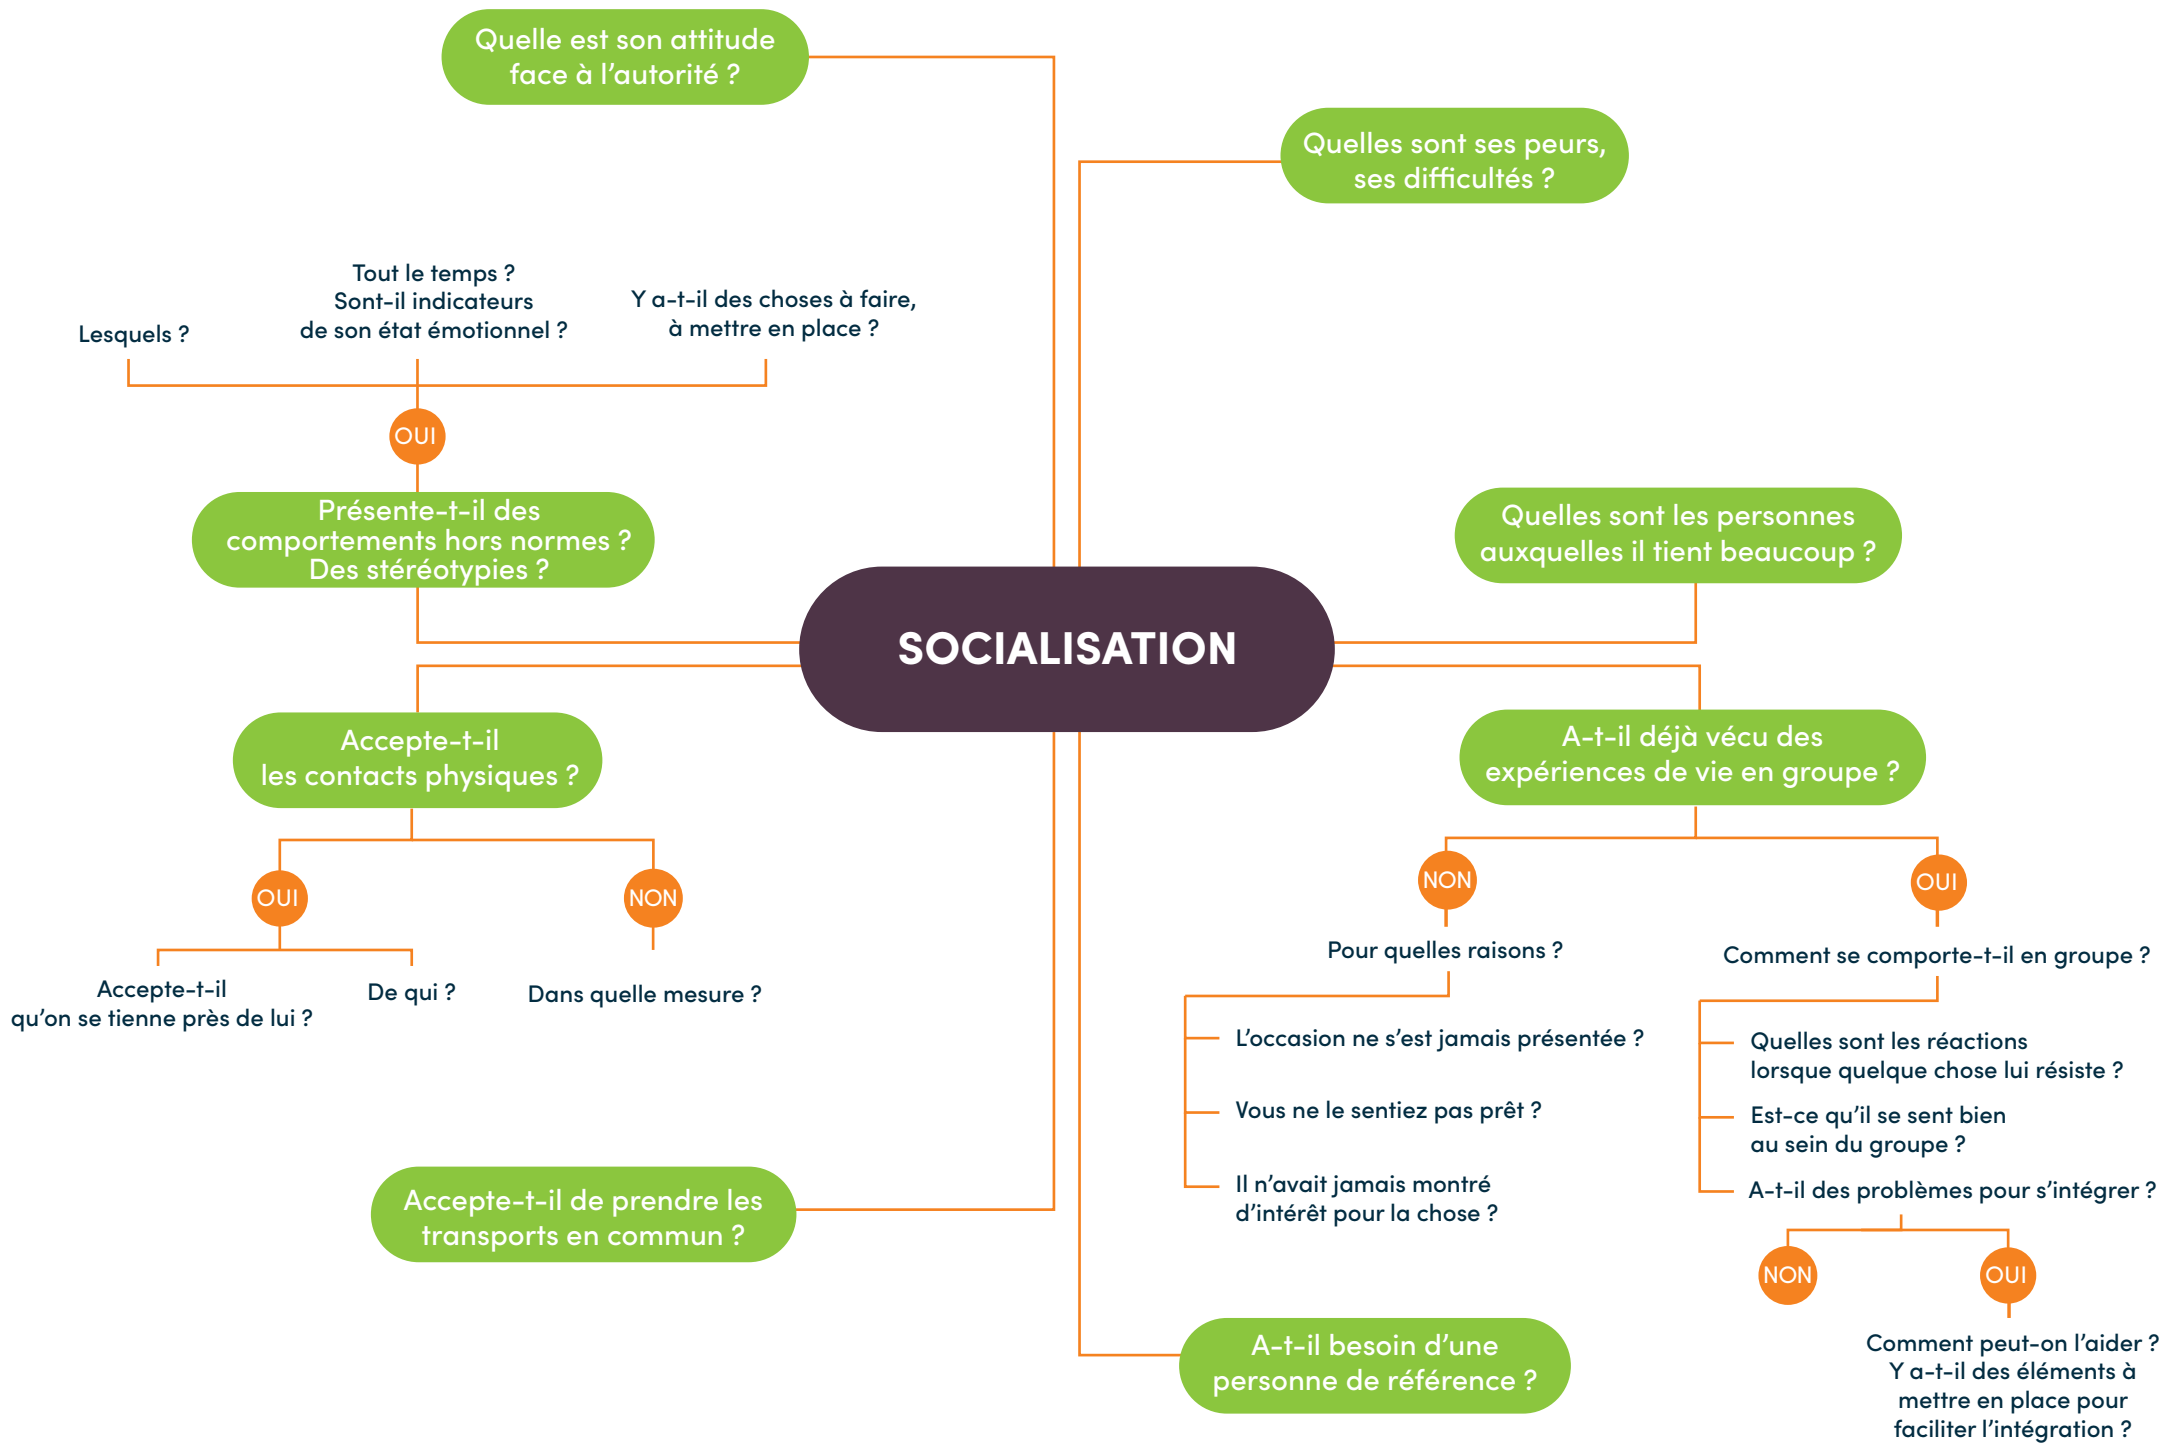 Quelle est son attitude
face à l’autorité ?
Quelles sont ses peurs,
ses difficultés ?
Lesquels ?
Tout le temps ?
Sont-il indicateurs
de son état émotionnel ?
Y a-t-il des choses à faire,
à mettre en place ?
OUI
Présente-t-il des
comportements hors normes ?
Des stéréotypies ?
Quelles sont les personnes
auxquelles il tient beaucoup ?
SOCIALISATION
Accepte-t-il
les contacts physiques ?
OUI
NON
Accepte-t-il
qu’on se tienne près de lui ?
De qui ?
Dans quelle mesure ?
A-t-il déjà vécu des
expériences de vie en groupe ?
NON
OUI
Pour quelles raisons ?
L’occasion ne s’est jamais présentée ?
Vous ne le sentiez pas prêt ?
Il n’avait jamais montré
d’intérêt pour la chose ?
Comment se comporte-t-il en groupe ?
Quelles sont les réactions
lorsque quelque chose lui résiste ?
Est-ce qu’il se sent bien
au sein du groupe ?
A-t-il des problèmes pour s’intégrer ?
NON
OUI
Comment peut-on l’aider ?
Y a-t-il des éléments à
mettre en place pour
faciliter l’intégration ?
Accepte-t-il de prendre les
transports en commun ?
A-t-il besoin d’une
personne de référence ?